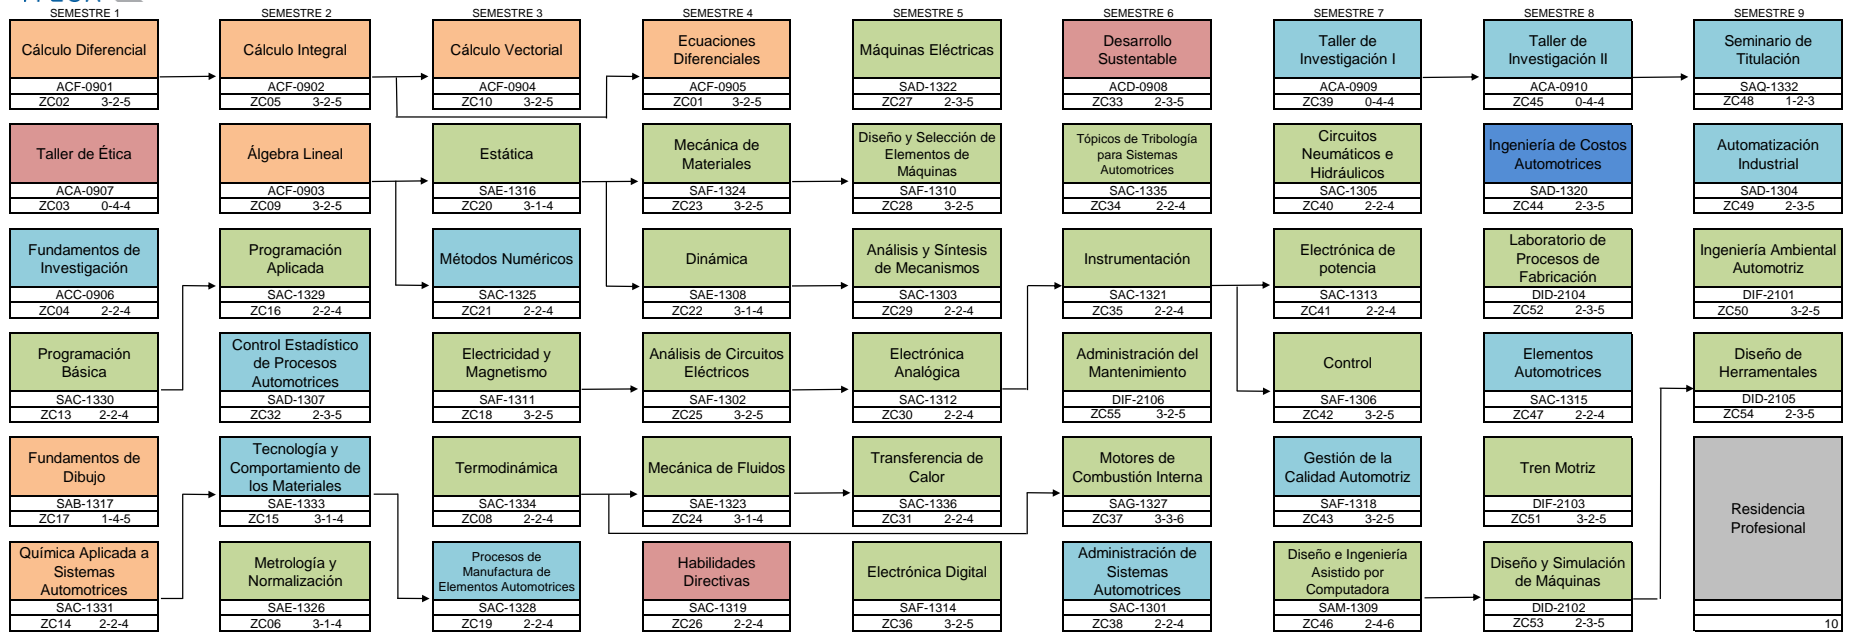 SEMESTRE 1
SEMESTRE 2
SEMESTRE 3
SEMESTRE 4
SEMESTRE 5
SEMESTRE 6
SEMESTRE 7
SEMESTRE 8
SEMESTRE 9
Cálculo Diferencial
ACF-0901
ZC02 3-2-5
Cálculo Integral
ACF-0902
ZC05 3-2-5
Cálculo Vectorial
ACF-0904
ZC10 3-2-5
Ecuaciones
Diferenciales
ACF-0905
ZC01 3-2-5
Máquinas Eléctricas
SAD-1322
ZC27 2-3-5
Desarrollo
Sustentable
ACD-0908
ZC33 2-3-5
Taller de
Investigación I
ACA-0909
ZC39 0-4-4
Taller de
Investigación II
ACA-0910
ZC45 0-4-4
Seminario de
Titulación
SAQ-1332
ZC48 1-2-3
Taller de Ética
ACA-0907
ZC03 0-4-4
Álgebra Lineal
ACF-0903
ZC09 3-2-5
Estática
SAE-1316
ZC20 3-1-4
Mecánica de
Materiales
SAF-1324
ZC23 3-2-5
Diseño y Selección de
Elementos de
Máquinas
SAF-1310
ZC28 3-2-5
Tópicos de Tribología
para Sistemas
Automotrices
SAC-1335
ZC34 2-2-4
Circuitos
Neumáticos e
Hidráulicos
SAC-1305
ZC40 2-2-4
Ingeniería de Costos
Automotrices
SAD-1320
ZC44 2-3-5
Automatización
Industrial
SAD-1304
ZC49 2-3-5
Fundamentos de
Investigación
ACC-0906
ZC04 2-2-4
Programación
Aplicada
SAC-1329
ZC16 2-2-4
Métodos Numéricos
SAC-1325
ZC21 2-2-4
Dinámica
SAE-1308
ZC22 3-1-4
Análisis y Síntesis
de Mecanismos
SAC-1303
ZC29 2-2-4
Instrumentación
SAC-1321
ZC35 2-2-4
Electrónica de
potencia
SAC-1313
ZC41 2-2-4
Laboratorio de
Procesos de
Fabricación
DID-2104
ZC52 2-3-5
Ingeniería Ambiental
Automotriz
DIF-2101
ZC50 3-2-5
Programación
Básica
SAC-1330
ZC13 2-2-4
Control Estadístico
de Procesos
Automotrices
SAD-1307
ZC32 2-3-5
Electricidad y
Magnetismo
SAF-1311
ZC18 3-2-5
Análisis de Circuitos
Eléctricos
SAF-1302
ZC25 3-2-5
Electrónica
Analógica
SAC-1312
ZC30 2-2-4
Administración del
Mantenimiento
DIF-2106
ZC55 3-2-5
Control
SAF-1306
ZC42 3-2-5
Elementos
Automotrices
SAC-1315
ZC47 2-2-4
Diseño de
Herramentales
DID-2105
ZC54 2-3-5
Fundamentos de
Dibujo
SAB-1317
ZC17 1-4-5
Tecnología y
Comportamiento de
los Materiales
SAE-1333
ZC15 3-1-4
Termodinámica
SAC-1334
ZC08 2-2-4
Mecánica de Fluidos
SAE-1323
ZC24 3-1-4
Transferencia de
Calor
SAC-1336
ZC31 2-2-4
Motores de
Combustión Interna
SAG-1327
ZC37 3-3-6
Gestión de la
Calidad Automotriz
SAF-1318
ZC43 3-2-5
Tren Motriz
DIF-2103
ZC51 3-2-5
Residencia
Profesional
10
Química Aplicada a
Sistemas
Automotrices
SAC-1331
ZC14 2-2-4
Metrología y
Normalización
SAE-1326
ZC06 3-1-4
Procesos de
Manufactura de
Elementos Automotrices
SAC-1328
ZC19 2-2-4
Habilidades
Directivas
SAC-1319
ZC26 2-2-4
Electrónica Digital
SAF-1314
ZC36 3-2-5
Administración de
Sistemas
Automotrices
SAC-1301
ZC38 2-2-4
Diseño e Ingeniería
Asistido por
Computadora
SAM-1309
ZC46 2-4-6
Diseño y Simulación
de Máquinas
DID-2102
ZC53 2-3-5